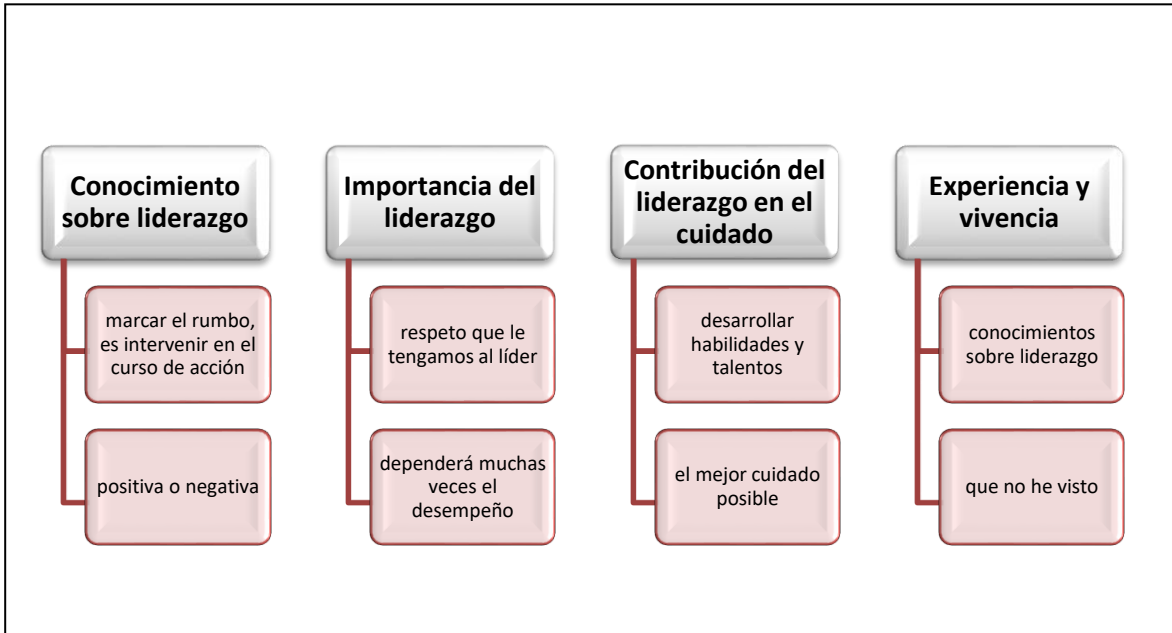 Conocimiento
sobre liderazgo
marcar el rumbo,
es intervenir en el
curso de acción
positiva o negativa
Importancia del
liderazgo
respeto que le
tengamos al líder
dependerá muchas
veces el
desempeño
Contribución del
liderazgo en el
cuidado
desarrollar
habilidades y
talentos
el mejor cuidado
posible
Experiencia y
vivencia
conocimientos
sobre liderazgo
que no he visto